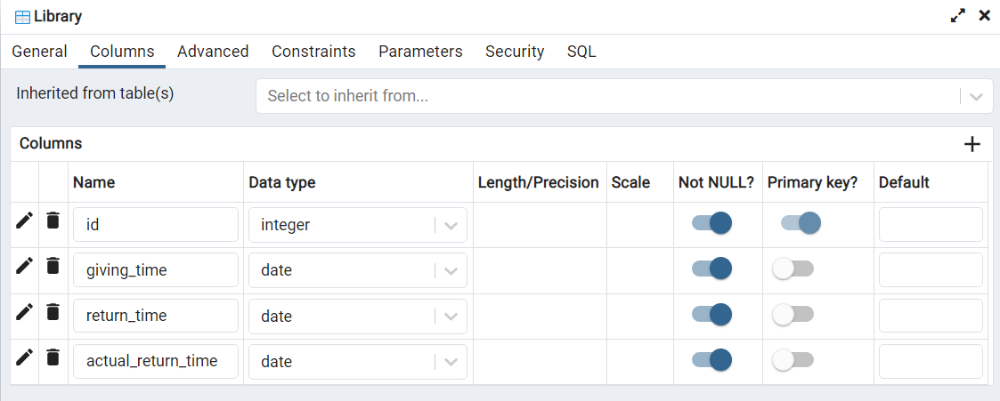 Library
General Columns Advanced Constraints Parameters Security SQL
Inherited from table(s) Select to inherit from...
Columns
Name Data type Length/Precision Scale Not NULL? Primary key? Default
id integer
giving_time date
return_time date
actual_return_time date